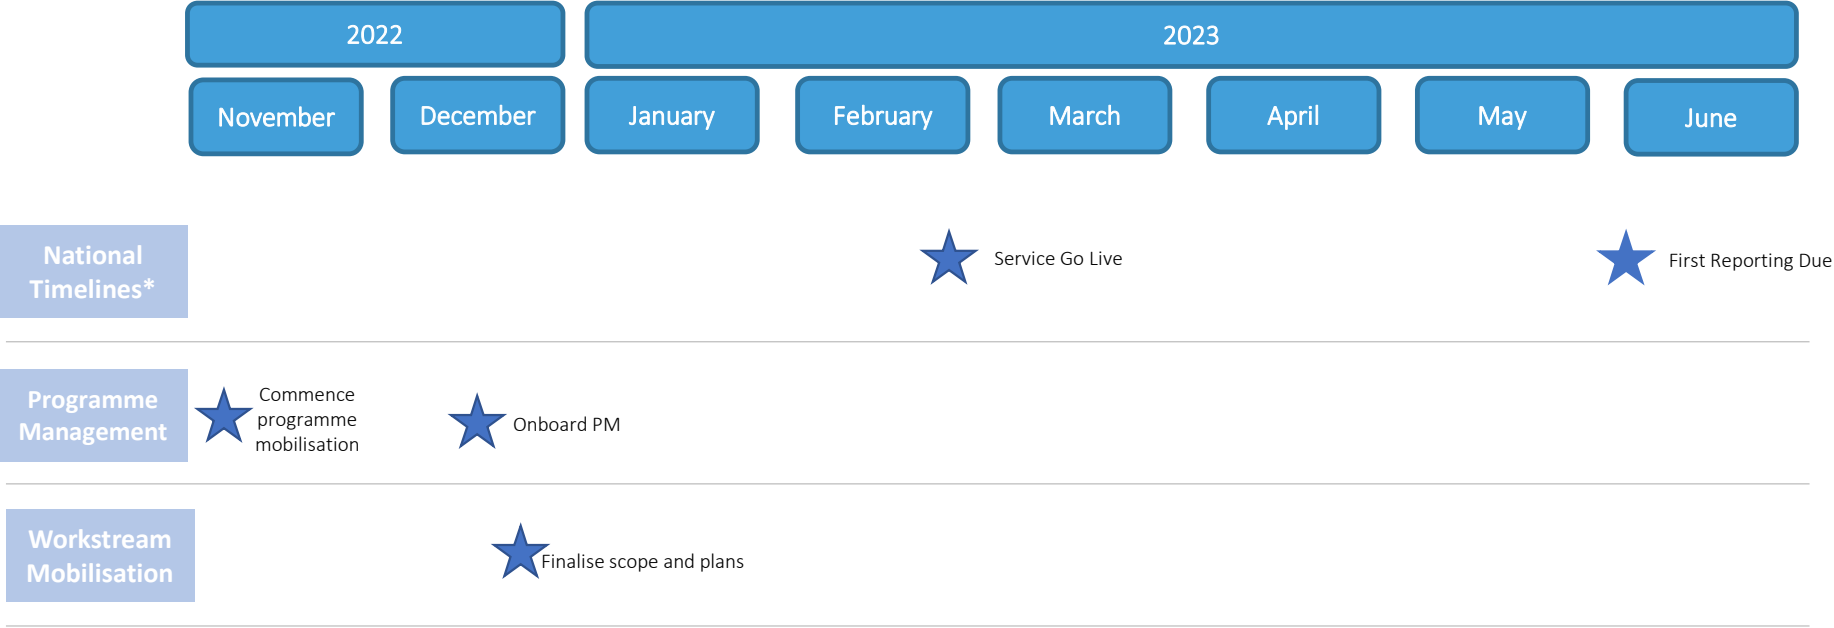 2022
2023
November
December
January
February
March
April
May
June
National
Timelines*
Service Go Live
First Reporting Due
Programme
Management
Commence
programme
mobilisation
Onboard PM
Workstream
Mobilisation
Finalise scope and plans